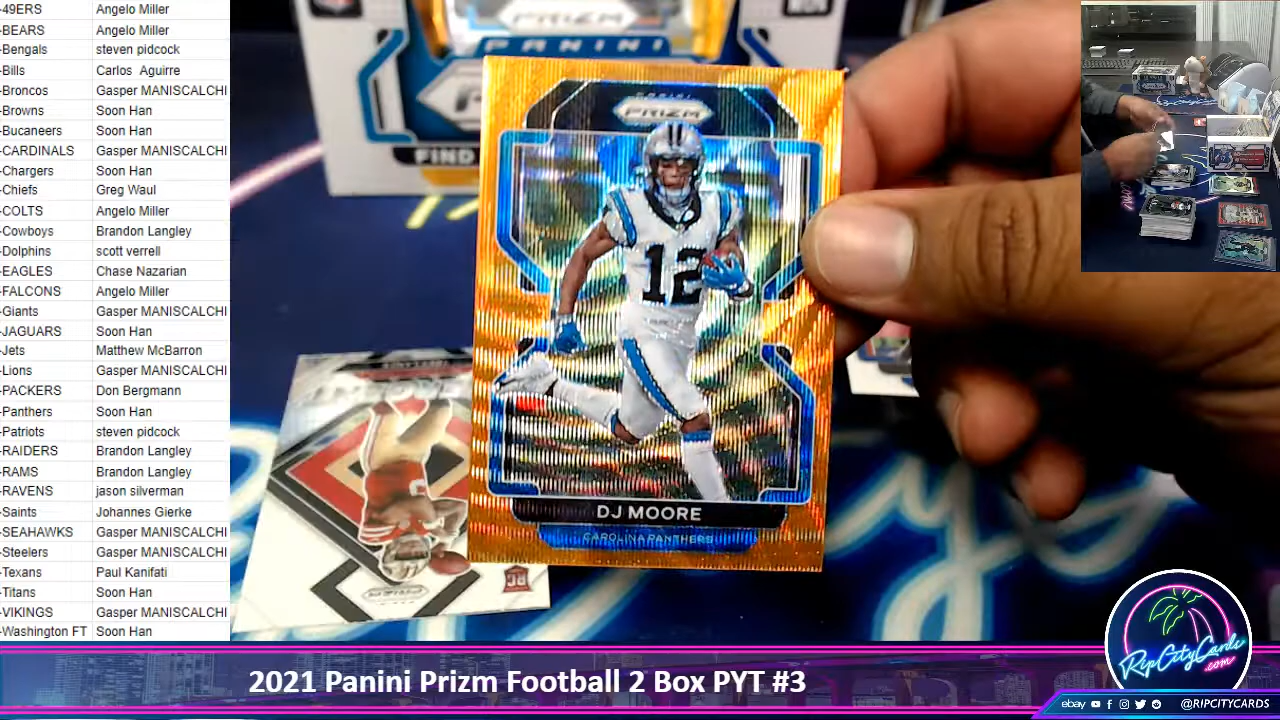 -49ERS Angelo Miller
-BEARS Angelo Miller
-Bengals steven pidcock
-Bills Carlos Aguirre
-Broncos Gasper MANISCALCHI
-Browns Soon Han
-Bucaneers Soon Han
-CARDINALS Gasper MANISCALCHI
-Chargers Soon Han
-Chiefs Greg Waul
-COLTS Angelo Miller
-Cowboys Brandon Langley
-Dolphins scott verrell
-EAGLES Chase Nazarian
-FALCONS Angelo Miller
-Giants Gasper MANISCALCHI
-JAGUARS Soon Han
-Jets Matthew McBarron
-Lions Gasper MANISCALCHI
-PACKERS Don Bergmann
-Panthers Soon Han
-Patriots steven pidcock
-RAIDERS Brandon Langley
-RAMS Brandon Langley
-RAVENS jason silverman
-Saints Johannes Gierke
-SEAHAWKS Gasper MANISCALCHI
-Steelers Gasper MANISCALCHI
-Texans Paul Kanifati
-Titans Soon Han
-VIKINGS Gasper MANISCALCHI
-Washington FT Soon Han
PRIZM
PANINI
FIND
PANINI
PRIZM
12
DJ MOORE
CAROLINA PANTHERS
RC
2021 Panini Prizm Football 2 Box PYT #3
RipCityCards
.com
ebay @RIPCITYCARDS